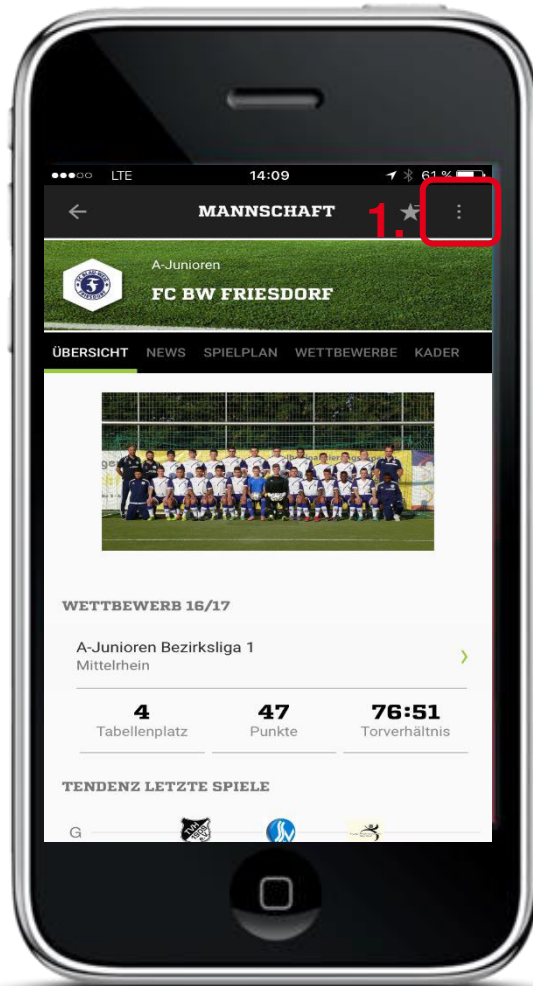 LTE 14:09 61 %
MANNSCHAFT 1.
A-Junioren
FC BW FRIESDORF
ÜBERSICHT NEWS SPIELPLAN WETTBEWERBE KADER
WETTBEWERB 16/17
A-Junioren Bezirksliga 1
Mittelrhein
4 47 76:51
Tabellenplatz Punkte Torverhältnis
TENDENZ LETZTE SPIELE
G